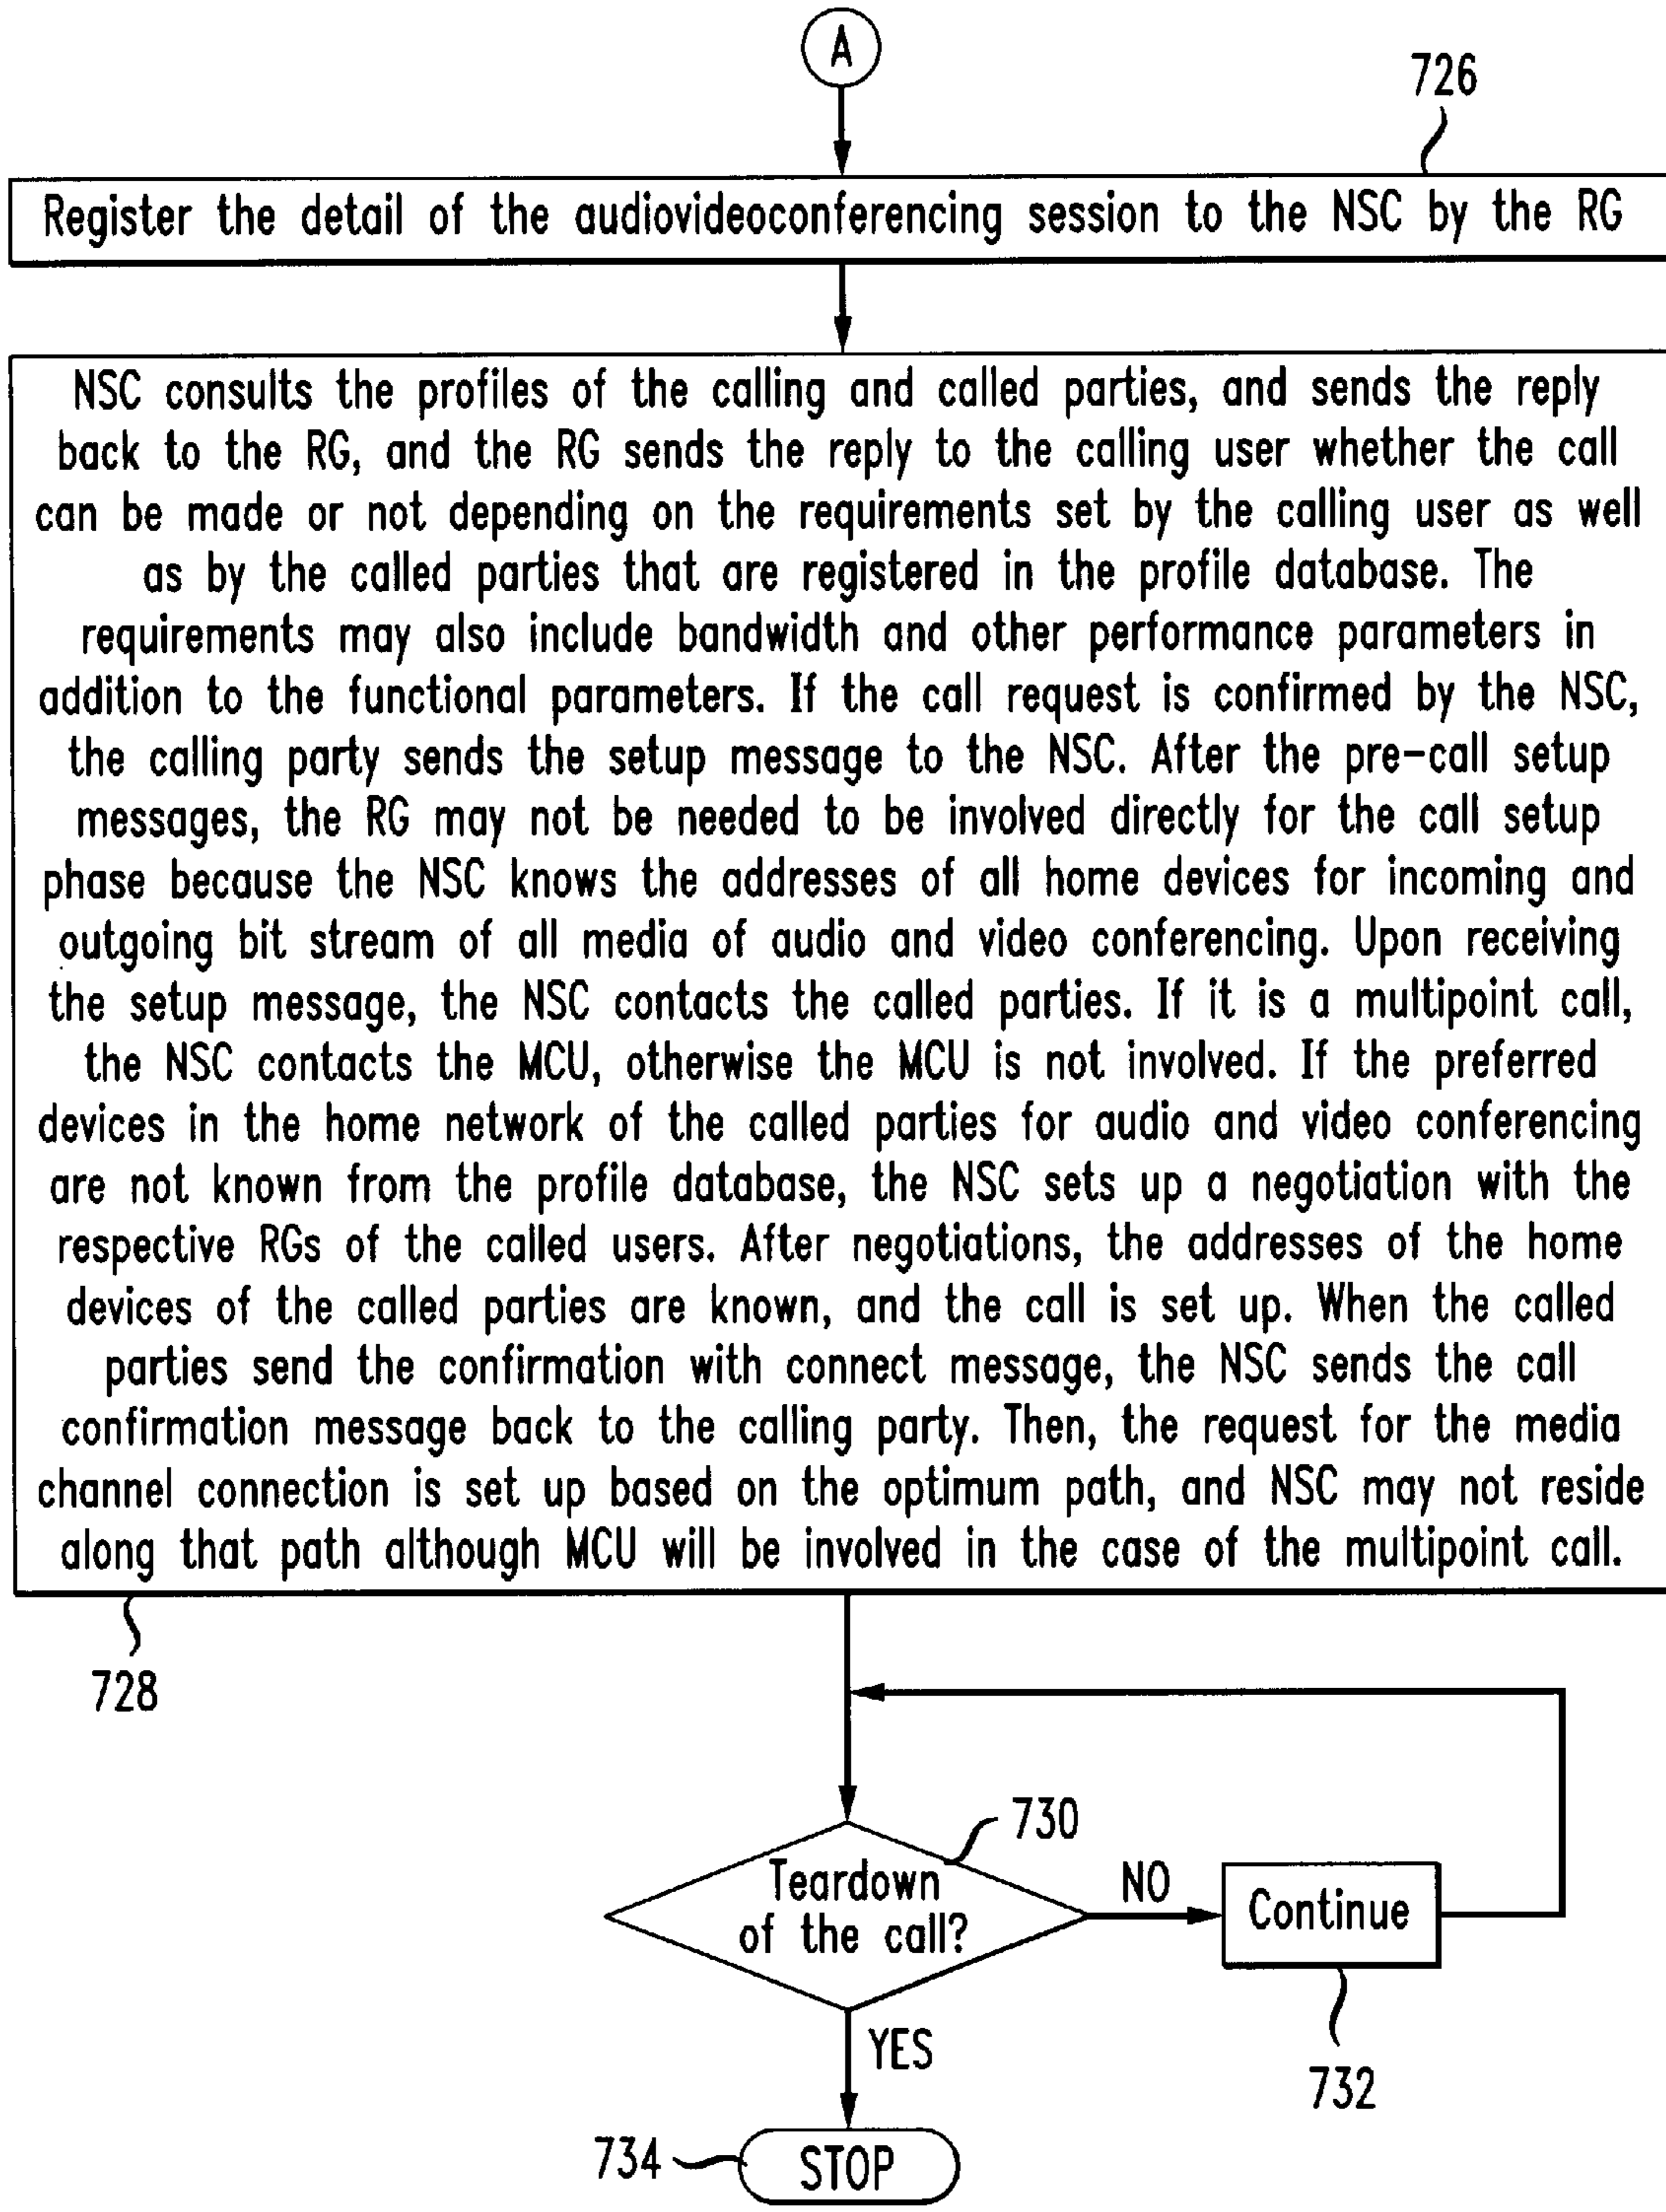 A
726
Register the detail of the audiovideoconferencing session to the NSC by the RG
NSC consults the profiles of the calling and called parties, and sends the reply
back to the RG, and the RG sends the reply to the calling user whether the call
can be made or not depending on the requirements set by the calling user as well
as by the called parties that are registered in the profile database. The
requirements may also include bandwidth and other performance parameters in
addition to the functional parameters. If the call request is confirmed by the NSC,
the calling party sends the setup message to the NSC. After the pre-call setup
messages, the RG may not be needed to be involved directly for the call setup
phase because the NSC knows the addresses of all home devices for incoming and
outgoing bit stream of all media of audio and video conferencing. Upon receiving
the setup message, the NSC contacts the called parties. If it is a multipoint call,
the NSC contacts the MCU, otherwise the MCU is not involved. If the preferred
devices in the home network of the called parties for audio and video conferencing
are not known from the profile database, the NSC sets up a negotiation with the
respective RGs of the called users. After negotiations, the addresses of the home
devices of the called parties are known, and the call is set up. When the called
parties send the confirmation with connect message, the NSC sends the call
confirmation message back to the calling party. Then, the request for the media
channel connection is set up based on the optimum path, and NSC may not reside
along that path although MCU will be involved in the case of the multipoint call.
728
730
Teardown
of the call?
NO
Continue
732
YES
734
STOP